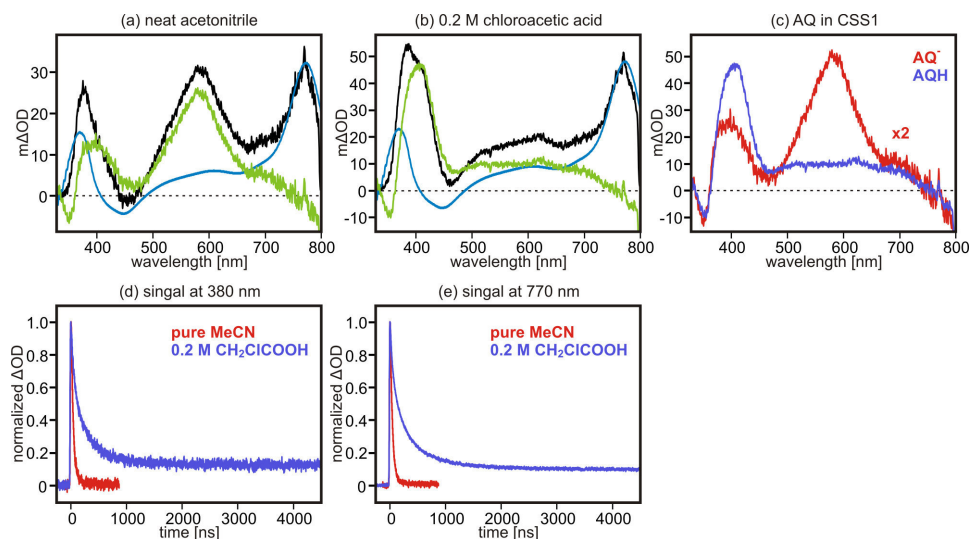 (a) neat acetonitrile
(b) 0.2 M chloroacetic acid
(c) AQ in CSS1
mΔOD
30
20
10
0
400
500
600
700
800
wavelength [nm]
mΔOD
50
40
30
20
10
0
-10
400
500
600
700
800
wavelength [nm]
mΔOD
50
40
30
20
10
0
-10
AQ-
AQH
x2
400
500
600
700
800
wavelength [nm]
(d) singal at 380 nm
(e) singal at 770 nm
normalized ΔOD
1.0
0.8
0.6
0.4
0.2
0
pure MeCN
0.2 M CH₂ClCOOH
0
1000
2000
3000
4000
time [ns]
normalized ΔOD
1.0
0.8
0.6
0.4
0.2
0
pure MeCN
0.2 M CH₂ClCOOH
0
1000
2000
3000
4000
time [ns]